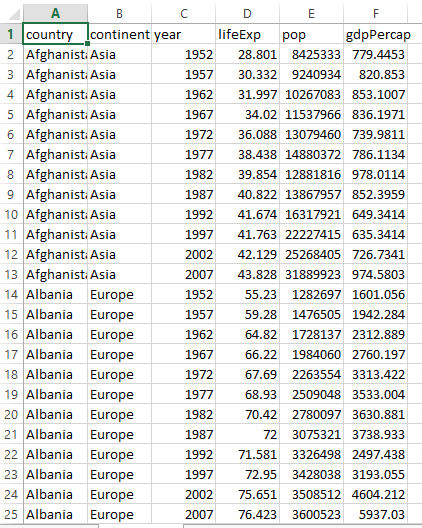 A B C D E F
1 country continent year lifeExp pop gdpPercap
2 Afghanist Asia 1952 28.801 8425333 779.4453
3 Afghanist Asia 1957 30.332 9240934 820.853
4 Afghanist Asia 1962 31.997 10267083 853.1007
5 Afghanist Asia 1967 34.02 11537966 836.1971
6 Afghanist Asia 1972 36.088 13079460 739.9811
7 Afghanist Asia 1977 38.438 14880372 786.1134
8 Afghanist Asia 1982 39.854 12881816 978.0114
9 Afghanist Asia 1987 40.822 13867957 852.3959
10 Afghanist Asia 1992 41.674 16317921 649.3414
11 Afghanist Asia 1997 41.763 22227415 635.3414
12 Afghanist Asia 2002 42.129 25268405 726.7341
13 Afghanist Asia 2007 43.828 31889923 974.5803
14 Albania Europe 1952 55.23 1282697 1601.056
15 Albania Europe 1957 59.28 1476505 1942.284
16 Albania Europe 1962 64.82 1728137 2312.889
17 Albania Europe 1967 66.22 1984060 2760.197
18 Albania Europe 1972 67.69 2263554 3313.422
19 Albania Europe 1977 68.93 2509048 3533.004
20 Albania Europe 1982 70.42 2780097 3630.881
21 Albania Europe 1987 72 3075321 3738.933
22 Albania Europe 1992 71.581 3326498 2497.438
23 Albania Europe 1997 72.95 3428038 3193.055
24 Albania Europe 2002 75.651 3508512 4604.212
25 Albania Europe 2007 76.423 3600523 5937.03